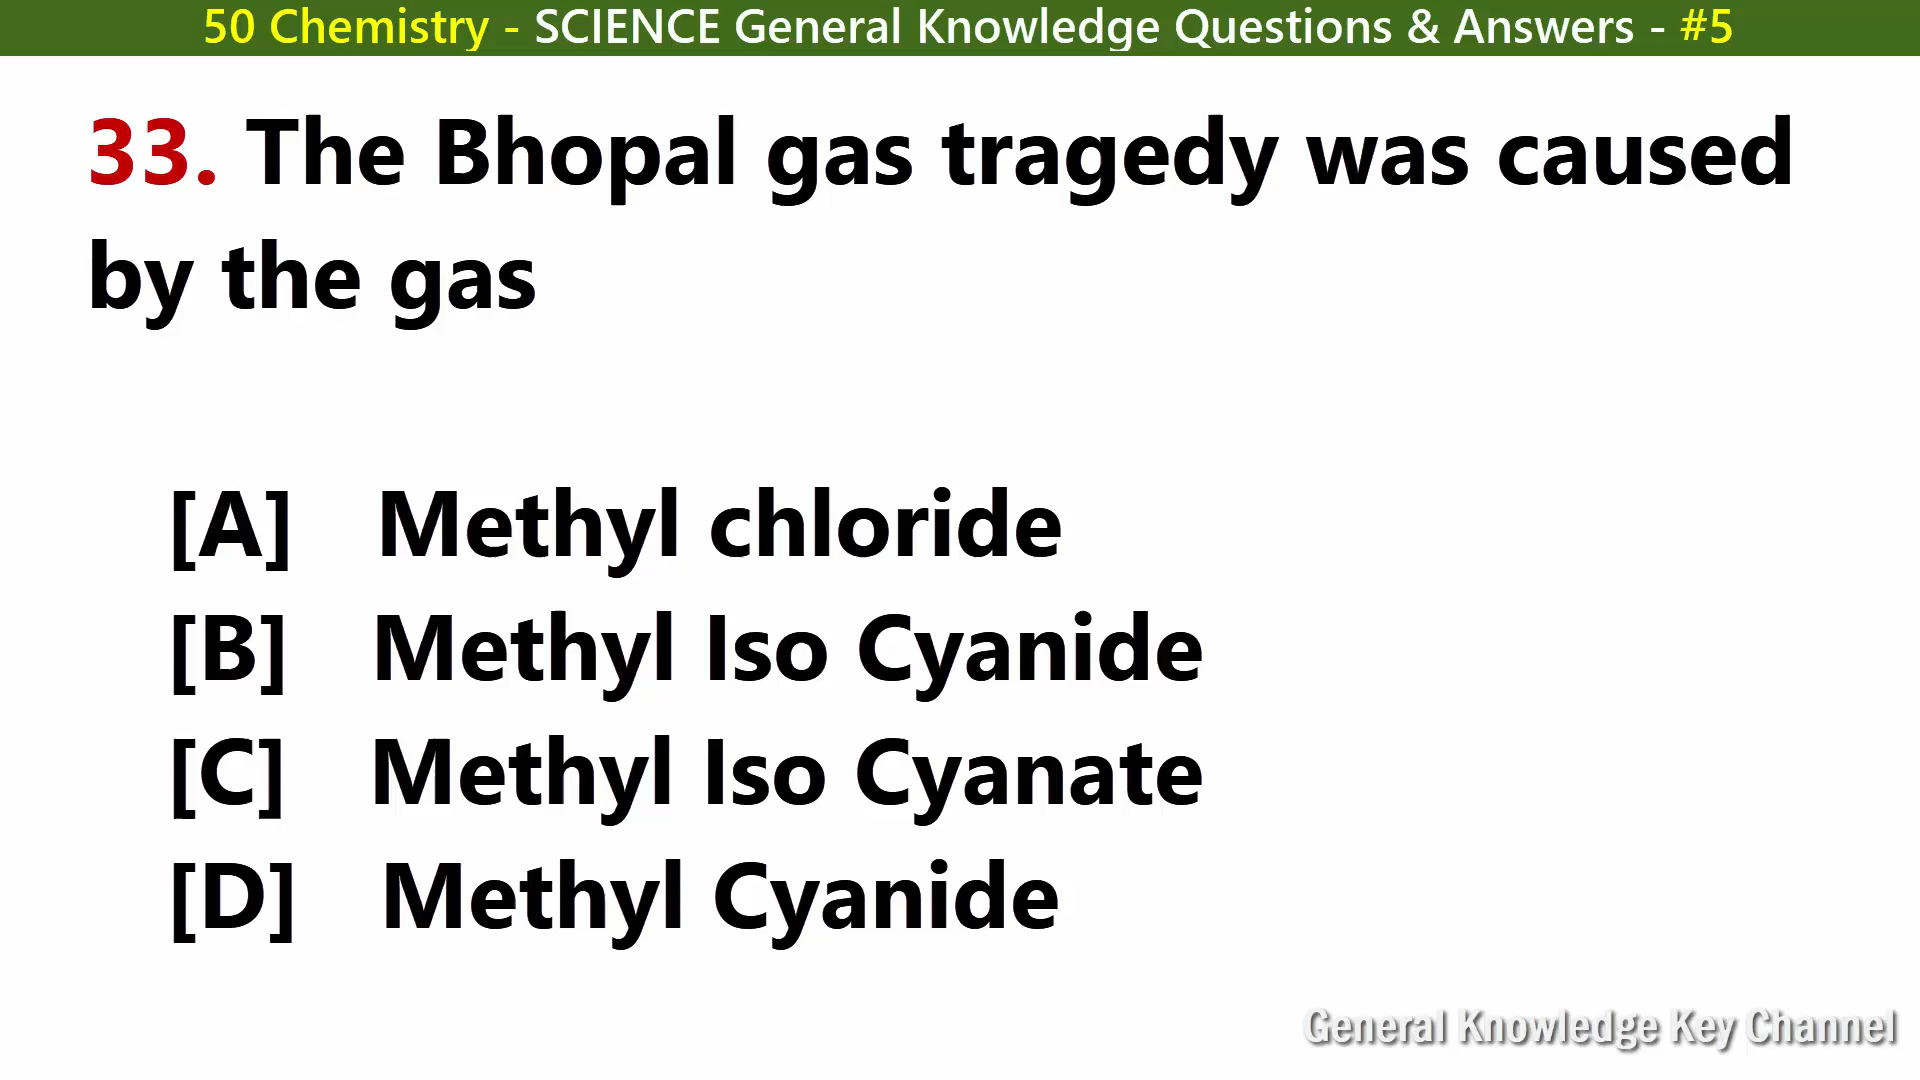 50 Chemistry - SCIENCE General Knowledge Questions & Answers - #5
33. The Bhopal gas tragedy was caused
by the gas
[A] Methyl chloride
[B] Methyl Iso Cyanide
[C] Methyl Iso Cyanate
[D] Methyl Cyanide
General Knowledge Key Channel